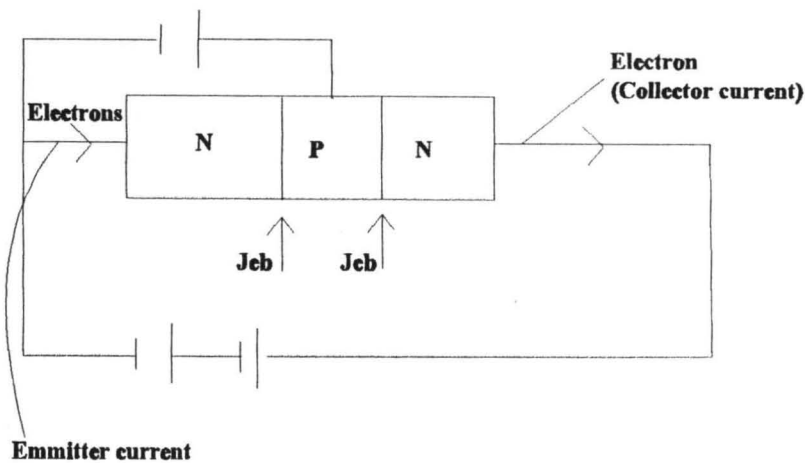 Electron
(Collector current)
Electrons
N
P
N
Jeb
Jeb
Emmitter current